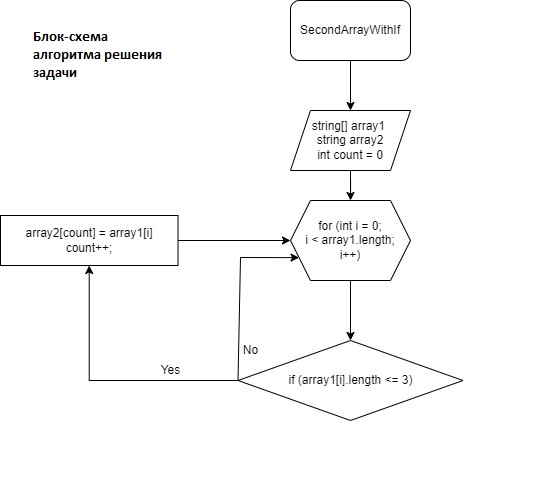 Блок-схема
алгоритма решения
задачи
SecondArrayWithIf
string[] array1
string array2
int count = 0
for (int i = 0;
i < array1.length;
i++)
array2[count] = array1[i]
count++;
No
Yes
if (array1[i].length <= 3)